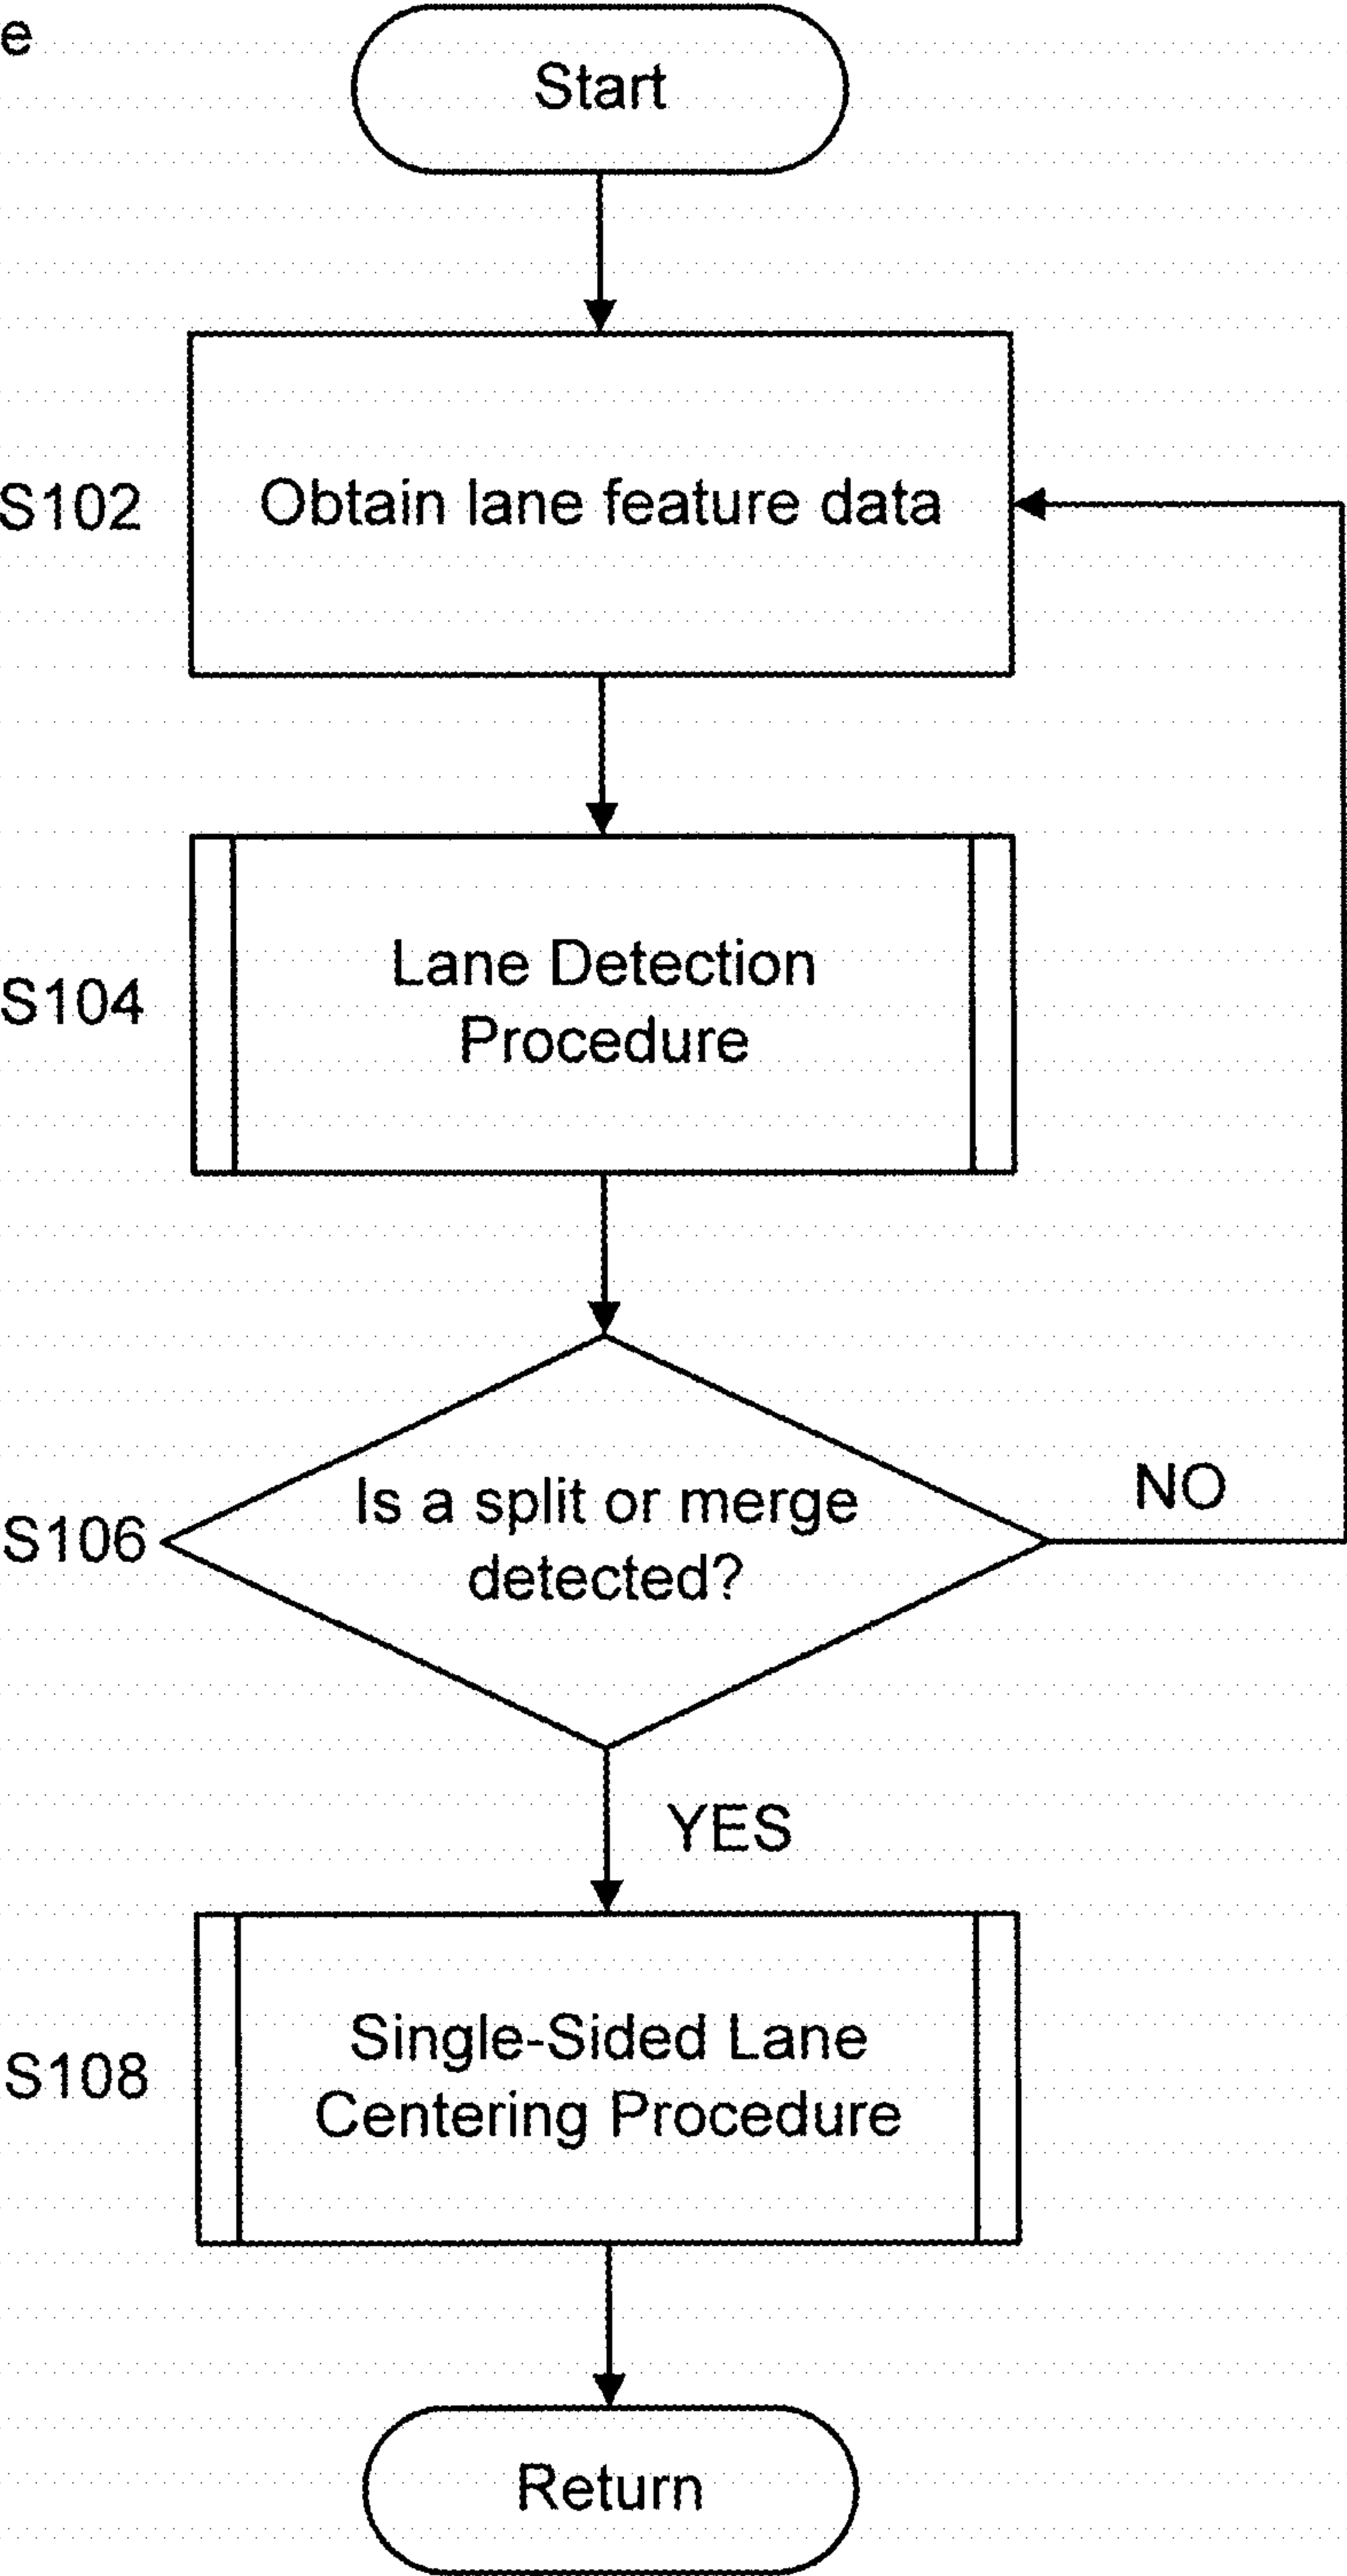 e
Start
S102
Obtain lane feature data
S104
Lane Detection
Procedure
S106
Is a split or merge
detected?
NO
YES
S108
Single-Sided Lane
Centering Procedure
Return